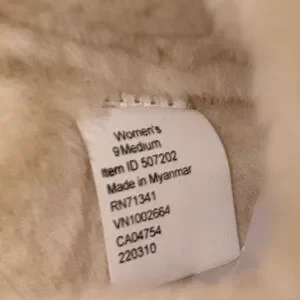 Women's
9 Medium
Item ID 507202
Made in Myanmar
RN71341
VN1002664
CA04754
220310